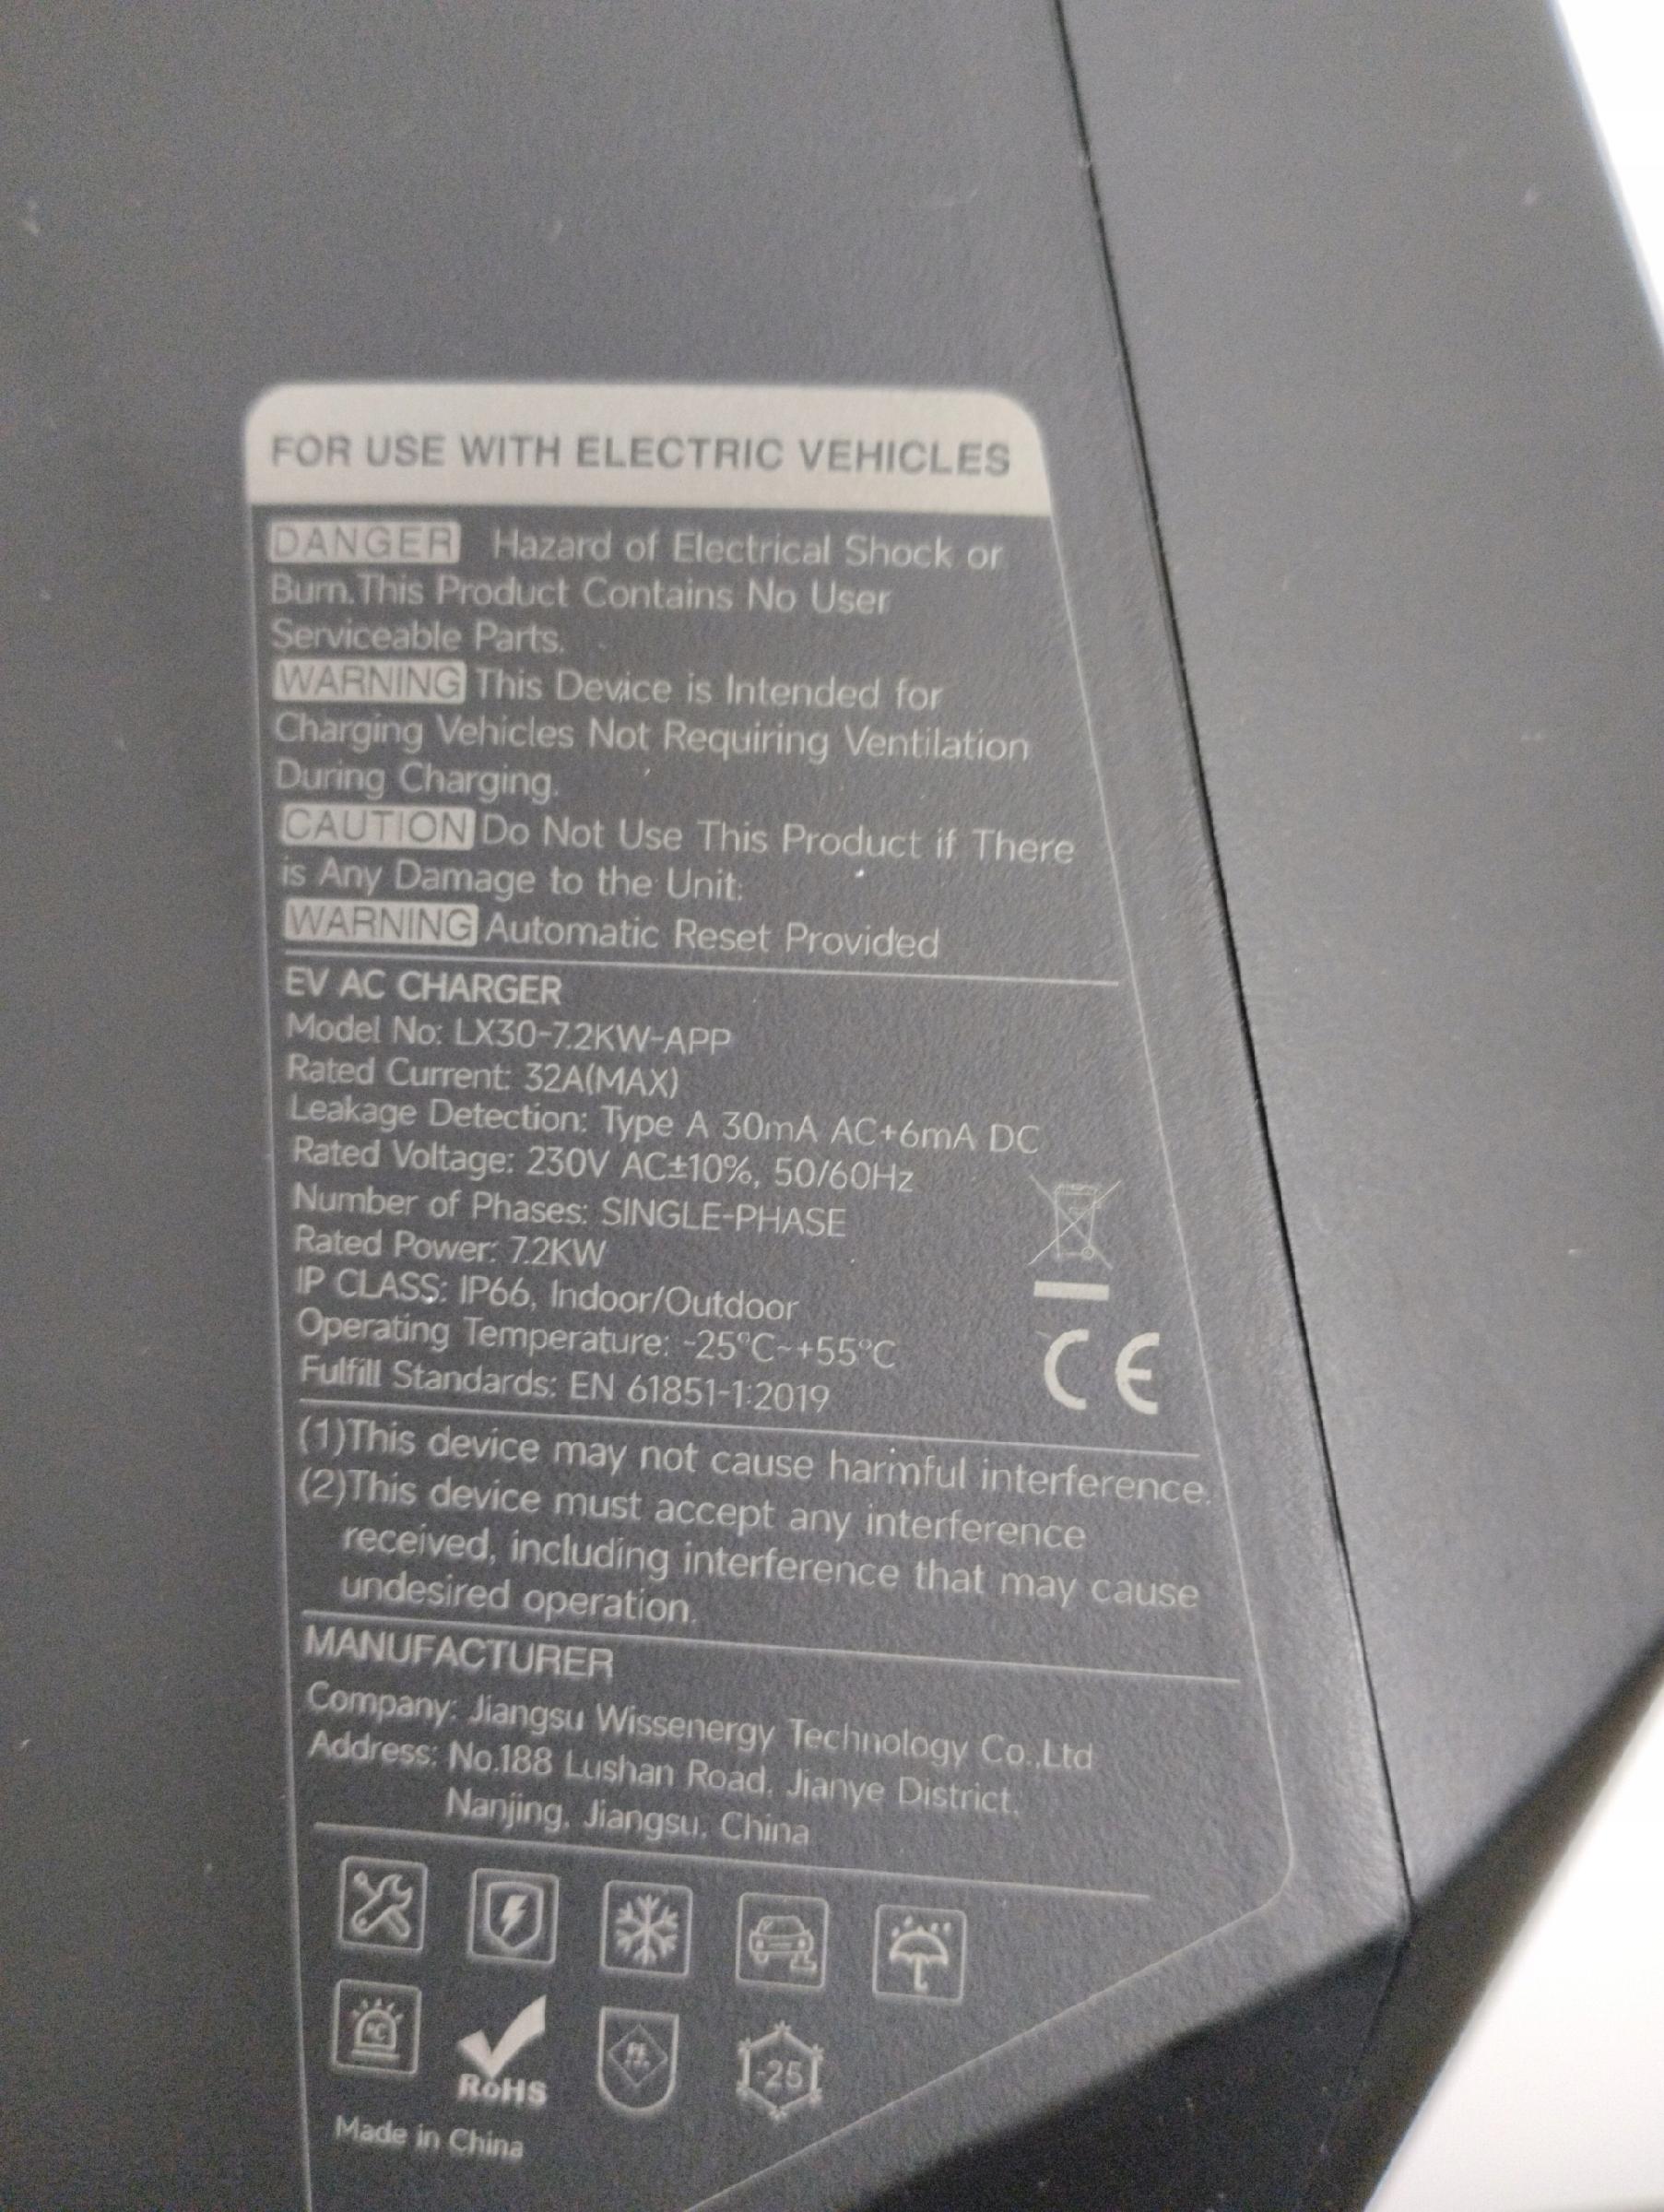 FOR USE WITH ELECTRIC VEHICLES
DANGER Hazard of Electrical Shock or
Burn.This Product Contains No User
Serviceable Parts.
WARNING This Device is Intended for
Charging Vehicles Not Requiring Ventilation
During Charging.
CAUTION Do Not Use This Product if There
is Any Damage to the Unit.
WARNING Automatic Reset Provided
EV AC CHARGER
Model No: LX30-7.2KW-APP
Rated Current: 32A(MAX)
Leakage Detection: Type A 30mA AC+6mA DC
Rated Voltage: 230V AC±10%, 50/60Hz
Number of Phases: SINGLE-PHASE
Rated Power: 7.2KW
IP CLASS: IP66, Indoor/Outdoor
Operating Temperature: -25°C~+55°C
Fulfill Standards: EN 61851-1:2019
CE
(1)This device may not cause harmful interference.
(2)This device must accept any interference
received, including interference that may cause
undesired operation.
MANUFACTURER
Company: Jiangsu Wissenergy Technology Co.,Ltd
Address: No.188 Lushan Road, Jianye District,
Nanjing, Jiangsu, China
°C
RoHS
-25
Made in China